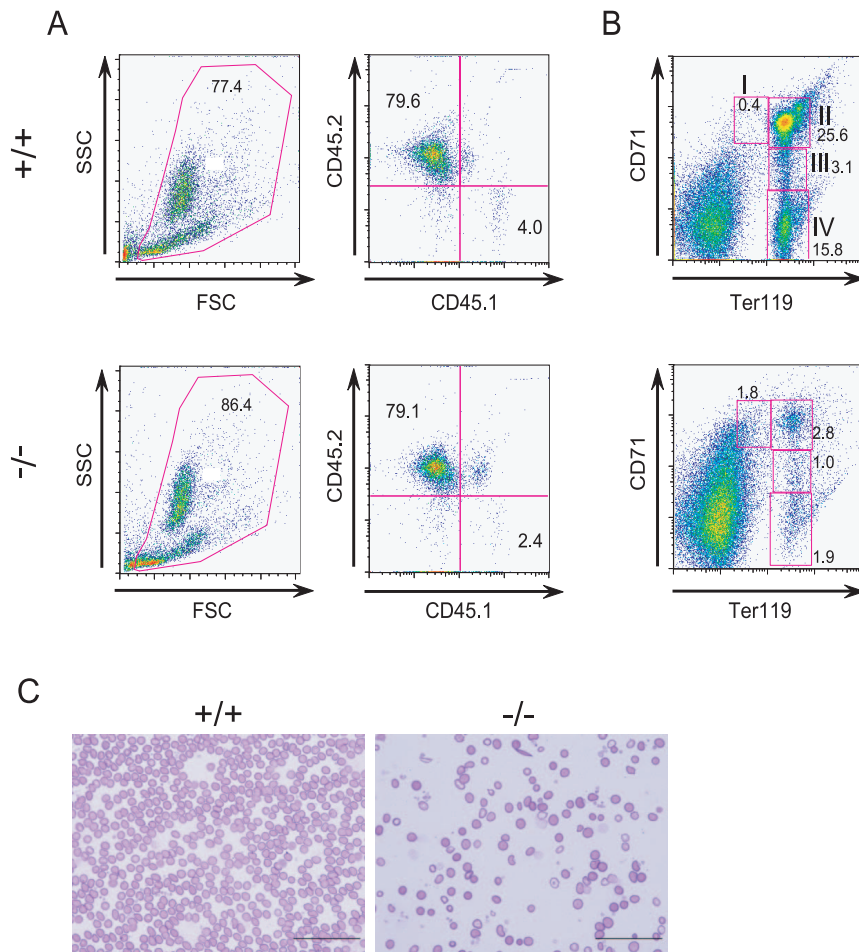 A
B
+/+
SSC
77.4
FSC
CD45.2
79.6
4.0
CD45.1
CD71
I
0.4
II
25.6
III 3.1
IV
15.8
Ter119
-/-
SSC
86.4
FSC
CD45.2
79.1
2.4
CD45.1
CD71
1.8
2.8
1.0
1.9
Ter119
C
+/+
-/-